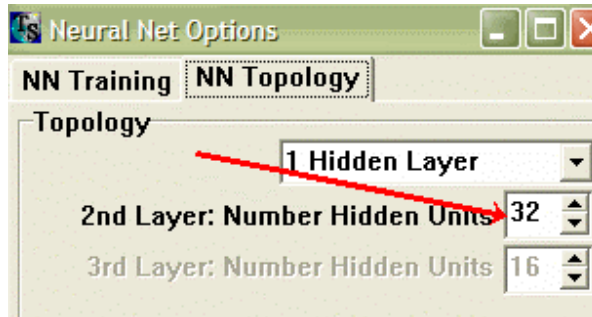 TS Neural Net Options
NN Training NN Topology
Topology
1 Hidden Layer
2nd Layer: Number Hidden Units 32
3rd Layer: Number Hidden Units 16